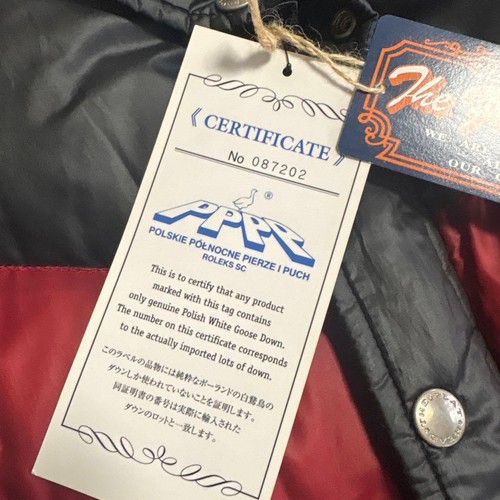 《 CERTIFICATE 》
No 087202
PPPP®
POLSKIE PÓŁNOCNE PIERZE I PUCH
ROLEKS SC
This is to certify that any product
marked with this tag contains
only genuine Polish White Goose Down.
The number on this certificate corresponds
to the actually imported lots of down.
このラベルの品物には純粋なポーランドの白鵞鳥の
ダウンしか使われていないことを証明します。
同証明書の番号は実際に輸入された
ダウンのロットと一致します。
The
WE
OUR